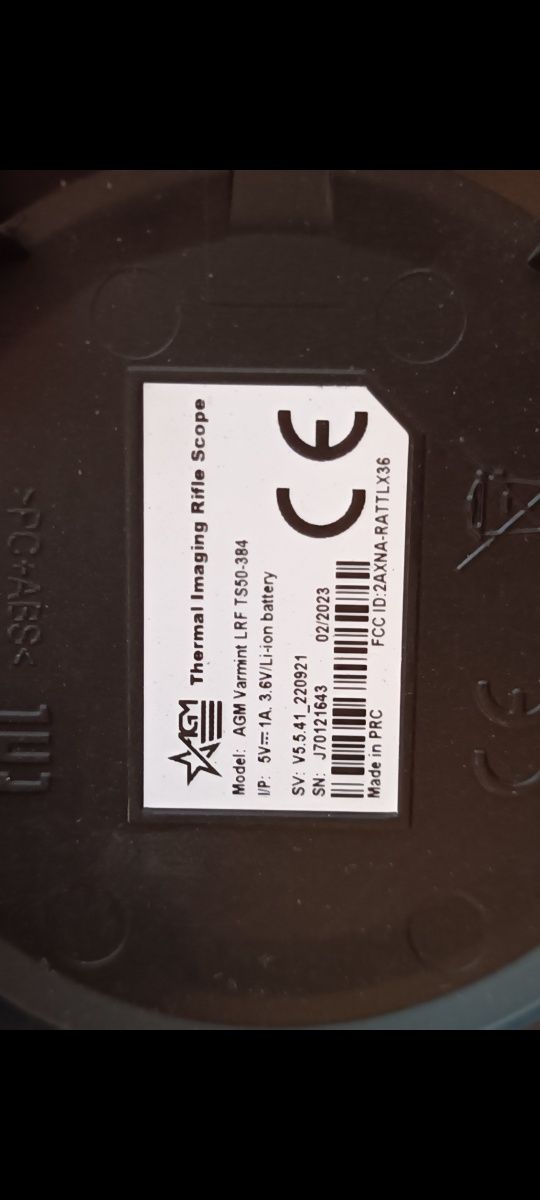 AGM
Thermal Imaging Rifle Scope
Model: AGM Varmint LRF TS50-384
I/P: 5V⎓1A, 3.6V/Li-ion battery
SV: V5.5.41_220921
SN: J70121643 02/2023
Made in PRC FCC ID:2AXNA-RATTLX36
CE
>PC+ABS<
CE